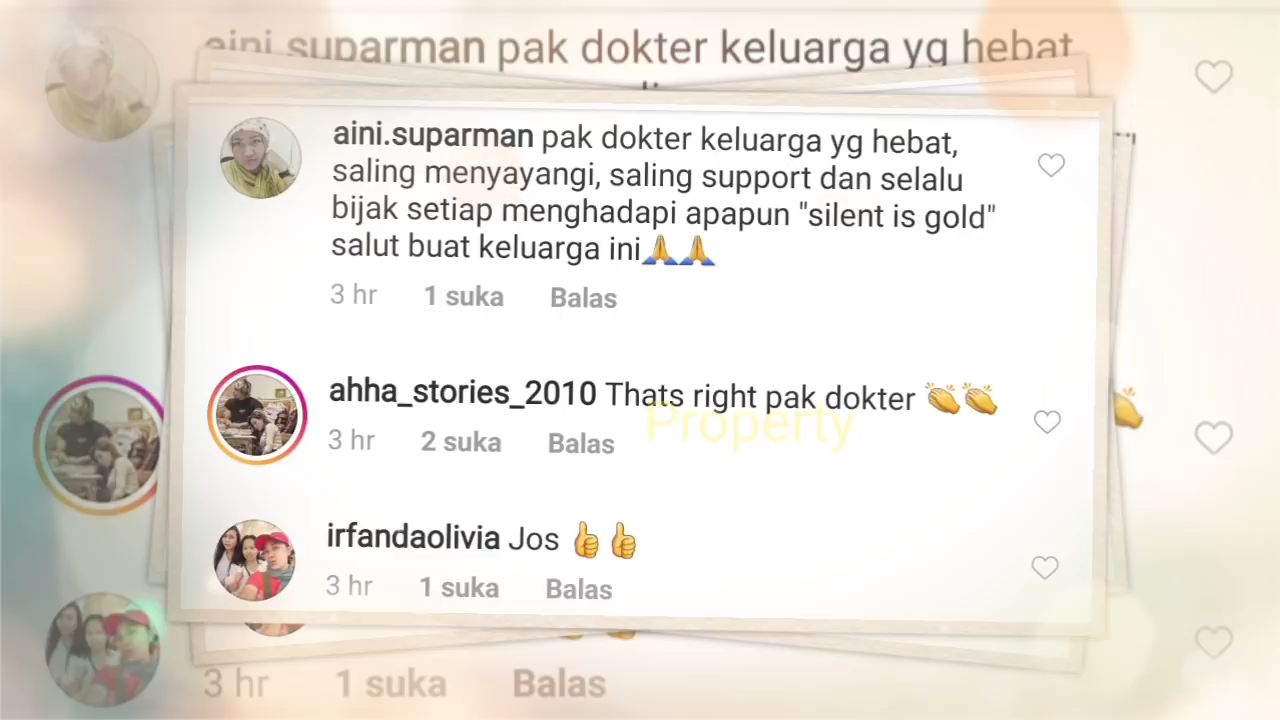 aini.suparman pak dokter keluarga yg hebat
aini.suparman pak dokter keluarga yg hebat,
saling menyayangi, saling support dan selalu
bijak setiap menghadapi apapun "silent is gold"
salut buat keluarga ini🙏🙏
3 hr 1 suka Balas
ahha_stories_2010 Thats right pak dokter 👏👏
Property
3 hr 2 suka Balas
irfandaolivia Jos 👍👍
3 hr 1 suka Balas
3 hr 1 suka Balas